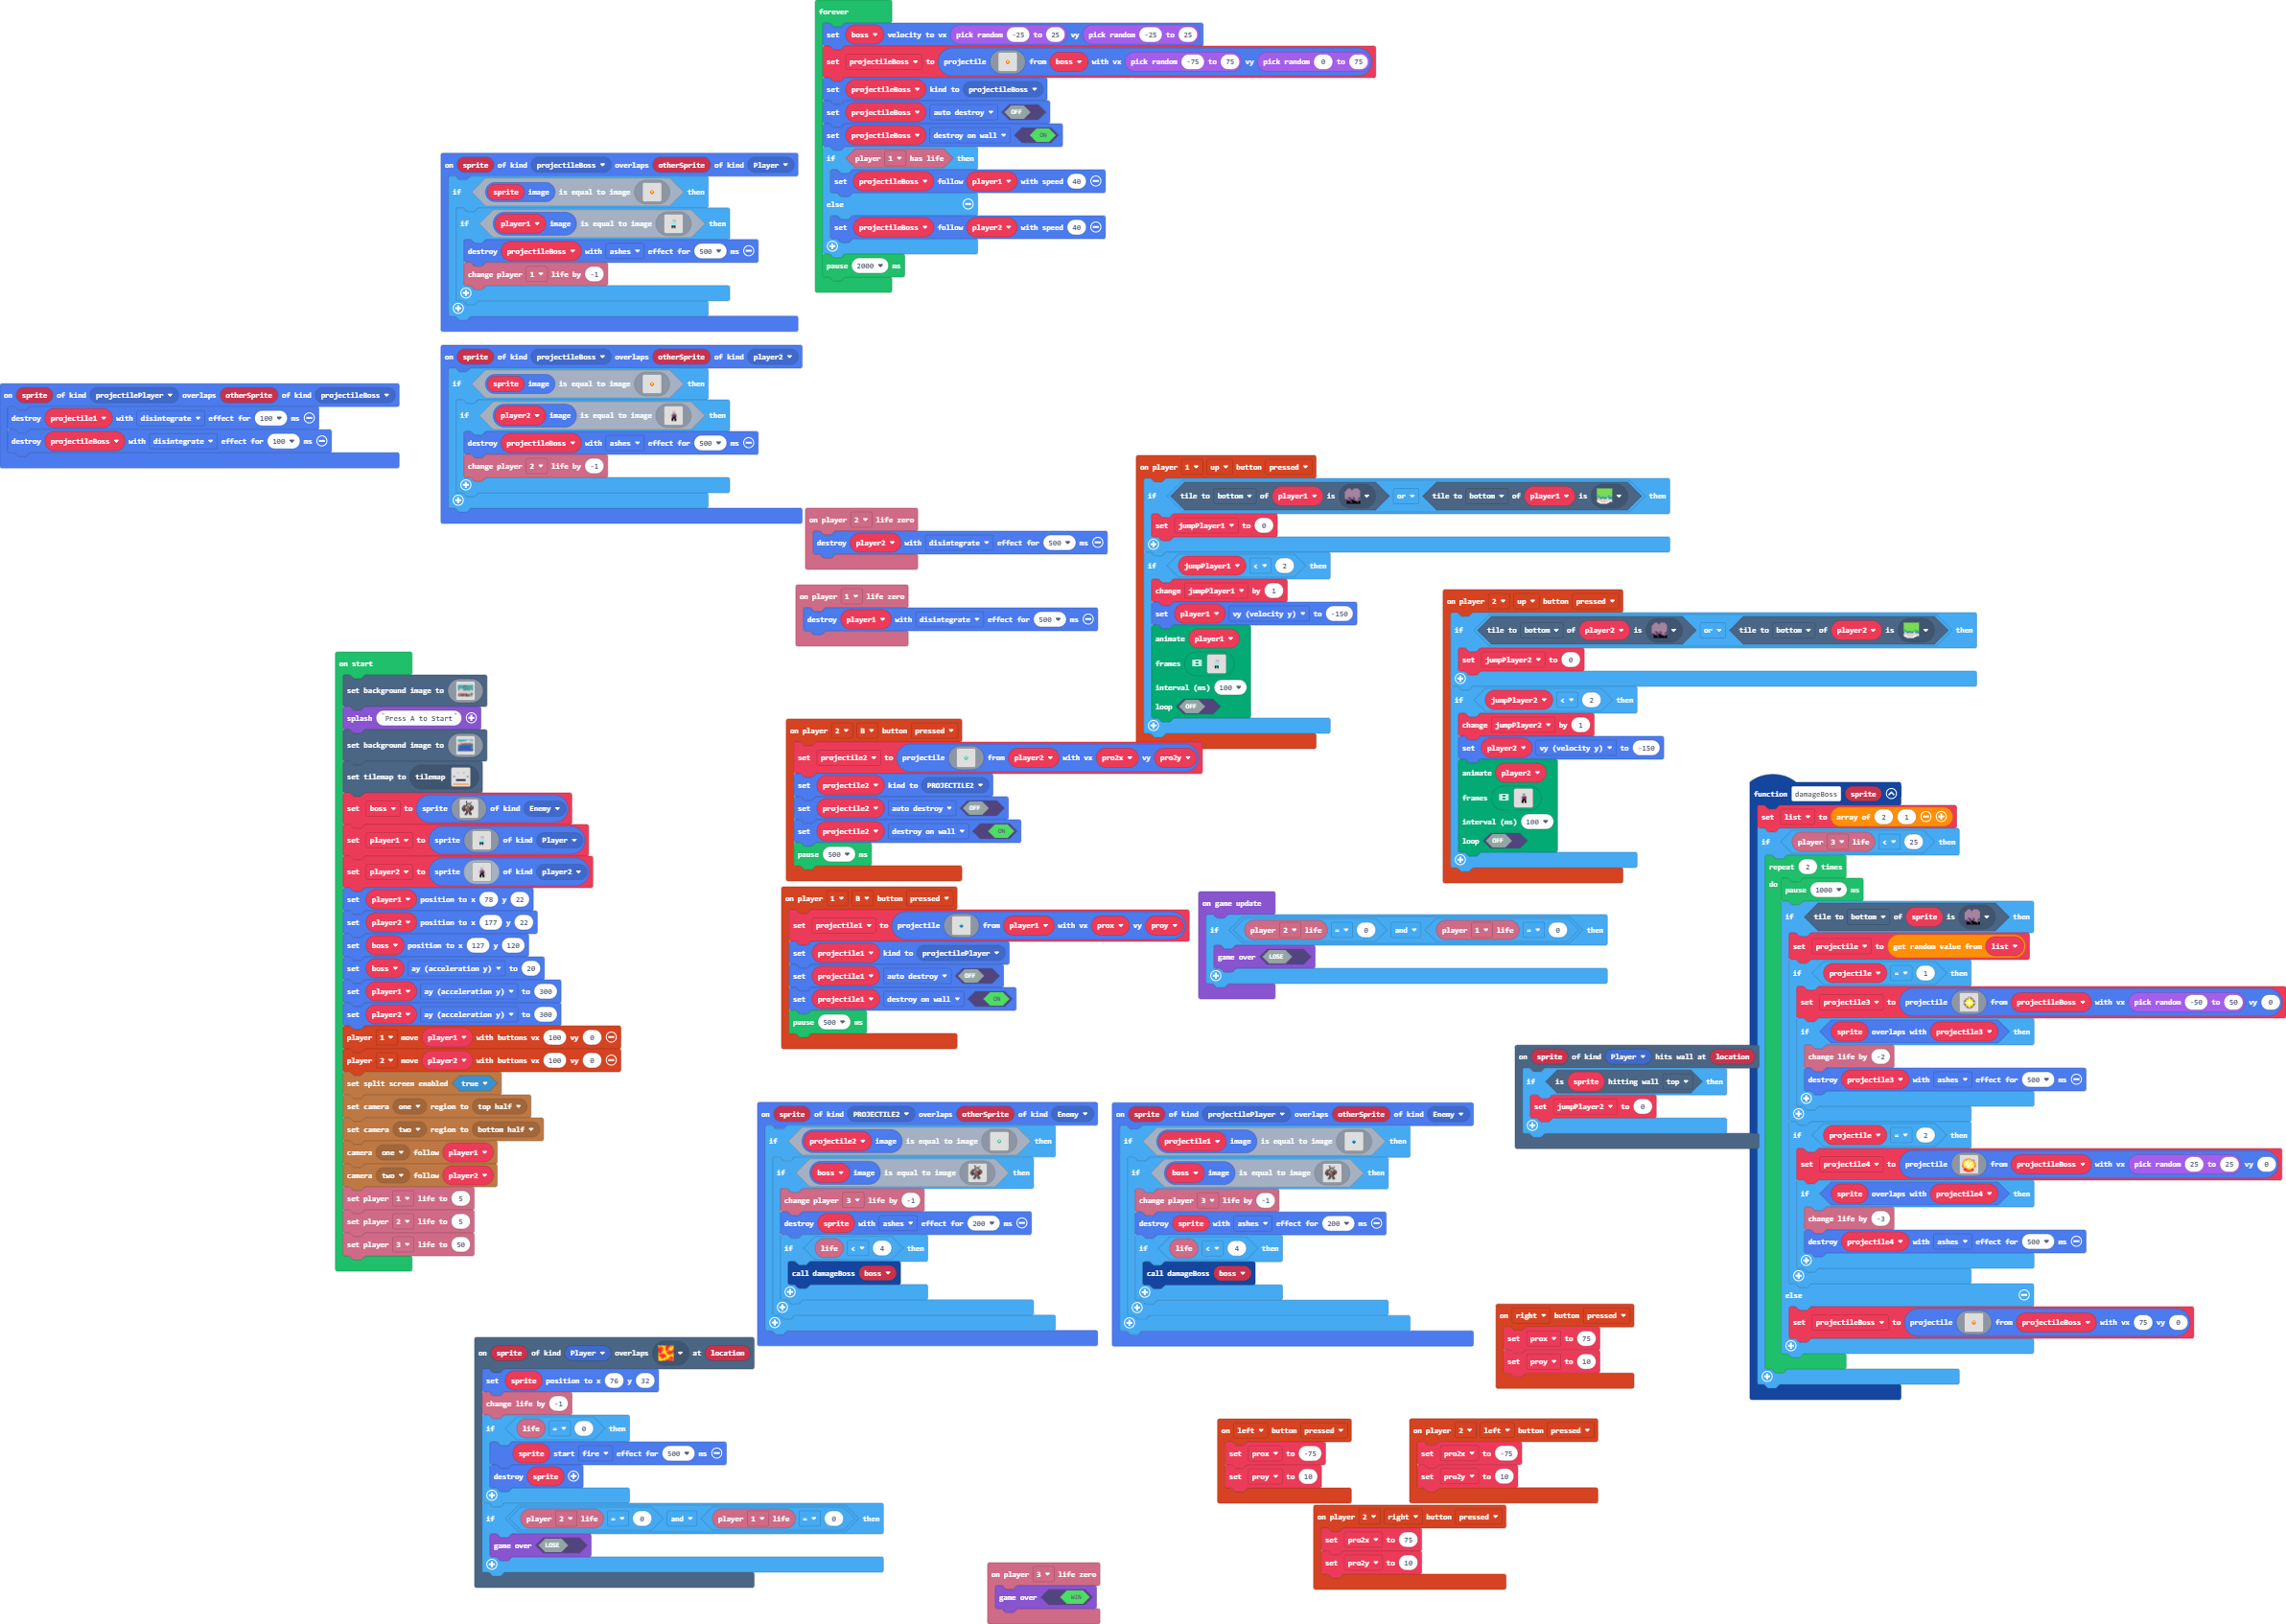 forever
set boss velocity to vx pick random -25 to 25 vy pick random -25 to 25
set projectileBoss to projectile from boss with vx pick random -75 to 75 vy pick random 0 to 75
set projectileBoss kind to projectileBoss
set projectileBoss auto destroy OFF
set projectileBoss destroy on wall ON
if player 1 has life then
set projectileBoss follow player1 with speed 40
else
set projectileBoss follow player2 with speed 40
pause 2000 ms
on sprite of kind projectileBoss overlaps otherSprite of kind Player
if sprite image is equal to image then
if player1 image is equal to image then
destroy projectileBoss with ashes effect for 500 ms
change player 1 life by -1
on sprite of kind projectileBoss overlaps otherSprite of kind player2
if sprite image is equal to image then
if player2 image is equal to image then
destroy projectileBoss with ashes effect for 500 ms
change player 2 life by -1
on sprite of kind projectilePlayer overlaps otherSprite of kind projectileBoss
destroy projectile1 with disintegrate effect for 100 ms
destroy projectileBoss with disintegrate effect for 100 ms
on player 2 life zero
destroy player2 with disintegrate effect for 500 ms
on player 1 life zero
destroy player1 with disintegrate effect for 500 ms
on player 1 up button pressed
if tile to bottom of player1 is or tile to bottom of player1 is then
set jumpPlayer1 to 0
if jumpPlayer1 < 2 then
change jumpPlayer1 by 1
set player1 vy (velocity y) to -150
animate player1
frames
interval (ms) 100
loop OFF
on player 2 up button pressed
if tile to bottom of player2 is or tile to bottom of player2 is then
set jumpPlayer2 to 0
if jumpPlayer2 < 2 then
change jumpPlayer2 by 1
set player2 vy (velocity y) to -150
animate player2
frames
interval (ms) 100
loop OFF
on start
set background image to
splash "Press A to Start"
set background image to
set tilemap to tilemap
set boss to sprite of kind Enemy
set player1 to sprite of kind Player
set player2 to sprite of kind player2
set player1 position to x 78 y 22
set player2 position to x 177 y 22
set boss position to x 127 y 120
set boss ay (acceleration y) to 20
set player1 ay (acceleration y) to 300
set player2 ay (acceleration y) to 300
player 1 move player1 with buttons vx 100 vy 0
player 2 move player2 with buttons vx 100 vy 0
set split screen enabled true
set camera one region to top half
set camera two region to bottom half
camera one follow player1
camera two follow player2
set player 1 life to 5
set player 2 life to 5
set player 3 life to 50
on player 2 B button pressed
set projectile2 to projectile from player2 with vx pro2x vy pro2y
set projectile2 kind to PROJECTILE2
set projectile2 auto destroy OFF
set projectile2 destroy on wall ON
pause 500 ms
on player 1 B button pressed
set projectile1 to projectile from player1 with vx prox vy proy
set projectile1 kind to projectilePlayer
set projectile1 auto destroy OFF
set projectile1 destroy on wall ON
pause 500 ms
on game update
if player 2 life = 0 and player 1 life = 0 then
game over LOSE
function damageBoss sprite
set list to array of 2 1
if player 3 life < 25 then
repeat 2 times
do
pause 1000 ms
if tile to bottom of sprite is then
set projectile to get random value from list
if projectile = 1 then
set projectile3 to projectile from projectileBoss with vx pick random -50 to 50 vy 0
if sprite overlaps with projectile3 then
change life by -2
destroy projectile3 with ashes effect for 500 ms
if projectile = 2 then
set projectile4 to projectile from projectileBoss with vx pick random 25 to 25 vy 0
if sprite overlaps with projectile4 then
change life by -3
destroy projectile4 with ashes effect for 500 ms
else
set projectileBoss to projectile from projectileBoss with vx 75 vy 0
on sprite of kind Player hits wall at location
if is sprite hitting wall top then
set jumpPlayer2 to 0
on sprite of kind PROJECTILE2 overlaps otherSprite of kind Enemy
if projectile2 image is equal to image then
if boss image is equal to image then
change player 3 life by -1
destroy sprite with ashes effect for 200 ms
if life < 4 then
call damageBoss boss
on sprite of kind projectilePlayer overlaps otherSprite of kind Enemy
if projectile1 image is equal to image then
if boss image is equal to image then
change player 3 life by -1
destroy sprite with ashes effect for 200 ms
if life < 4 then
call damageBoss boss
on right button pressed
set prox to 75
set proy to 10
on sprite of kind Player overlaps at location
set sprite position to x 76 y 32
change life by -1
if life = 0 then
sprite start fire effect for 500 ms
destroy sprite
if player 2 life = 0 and player 1 life = 0 then
game over LOSE
on left button pressed
set prox to -75
set proy to 10
on player 2 left button pressed
set pro2x to -75
set pro2y to 10
on player 2 right button pressed
set pro2x to 75
set pro2y to 10
on player 3 life zero
game over WIN